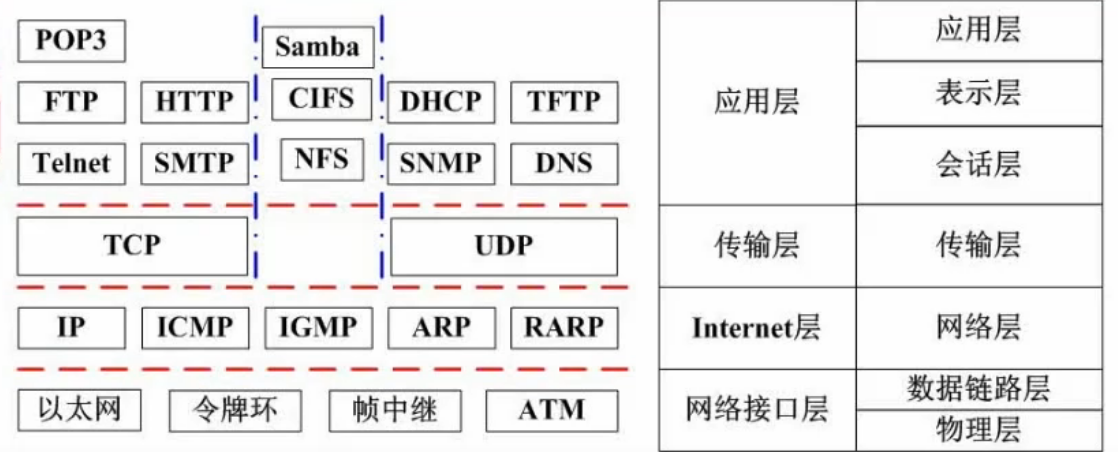 POP3
Samba
FTP
HTTP
CIFS
DHCP
TFTP
Telnet
SMTP
NFS
SNMP
DNS
TCP
UDP
IP
ICMP
IGMP
ARP
RARP
以太网
令牌环
帧中继
ATM
应用层
应用层
表示层
会话层
传输层
传输层
Internet层
网络层
网络接口层
数据链路层
物理层